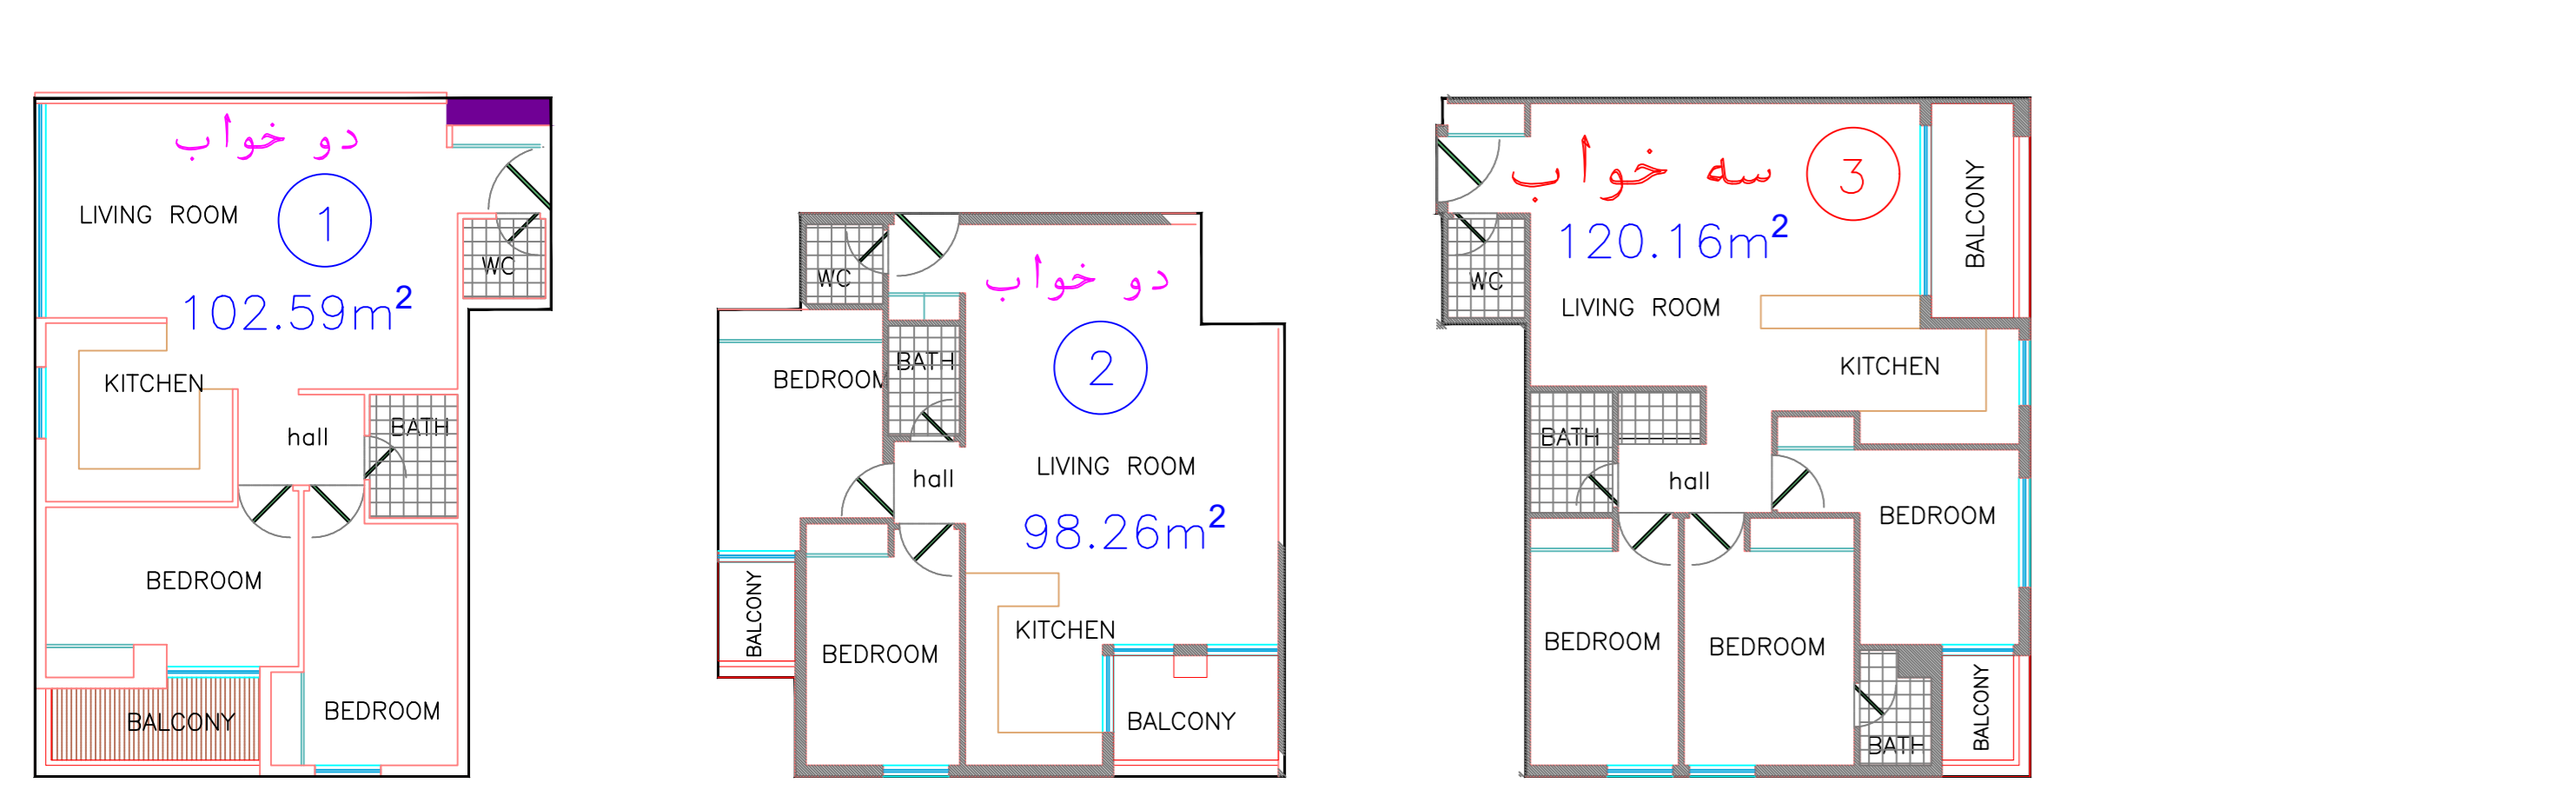 دو خواب
LIVING ROOM
1
WC
102.59m²
KITCHEN
hall
BATH
BEDROOM
BEDROOM
BALCONY
WC
دو خواب
BATH
BEDROOM
2
LIVING ROOM
hall
98.26m²
BALCONY
KITCHEN
BEDROOM
BALCONY
سه خواب
3
BALCONY
120.16m²
WC
LIVING ROOM
KITCHEN
BATH
hall
BEDROOM
BEDROOM
BEDROOM
BALCONY
BATH